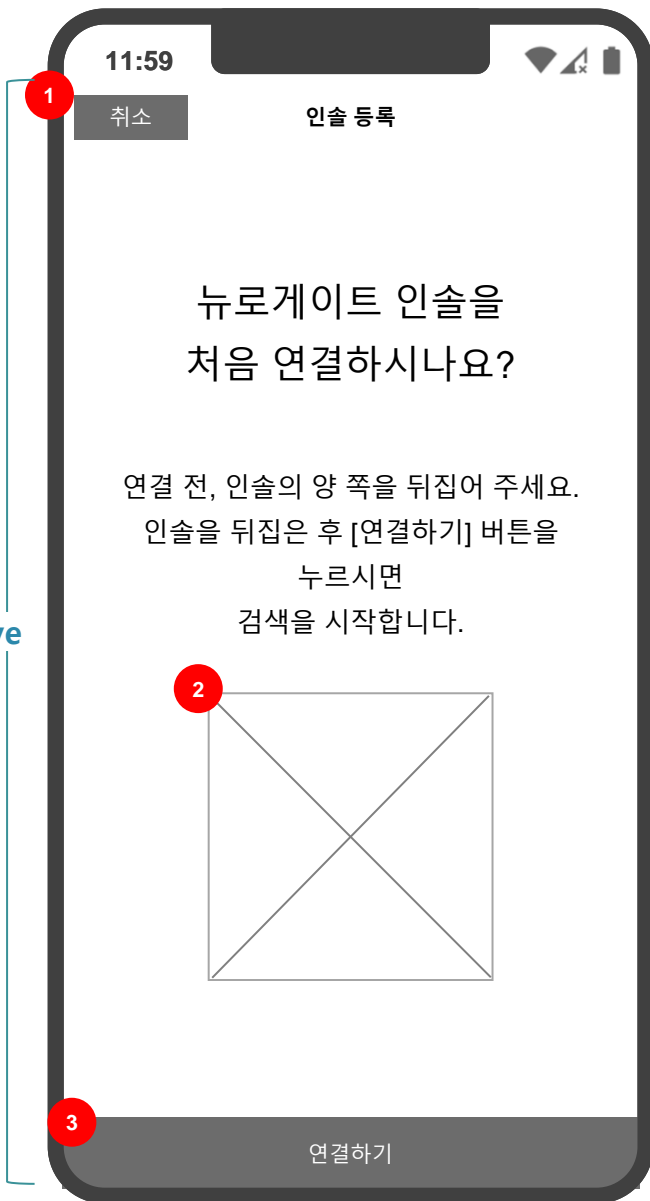 11:59
1
취소
인솔 등록
뉴로게이트 인솔을
처음 연결하시나요?
연결 전, 인솔의 양 쪽을 뒤집어 주세요.
인솔을 뒤집은 후 [연결하기] 버튼을
누르시면
검색을 시작합니다.
ve
2
3
연결하기